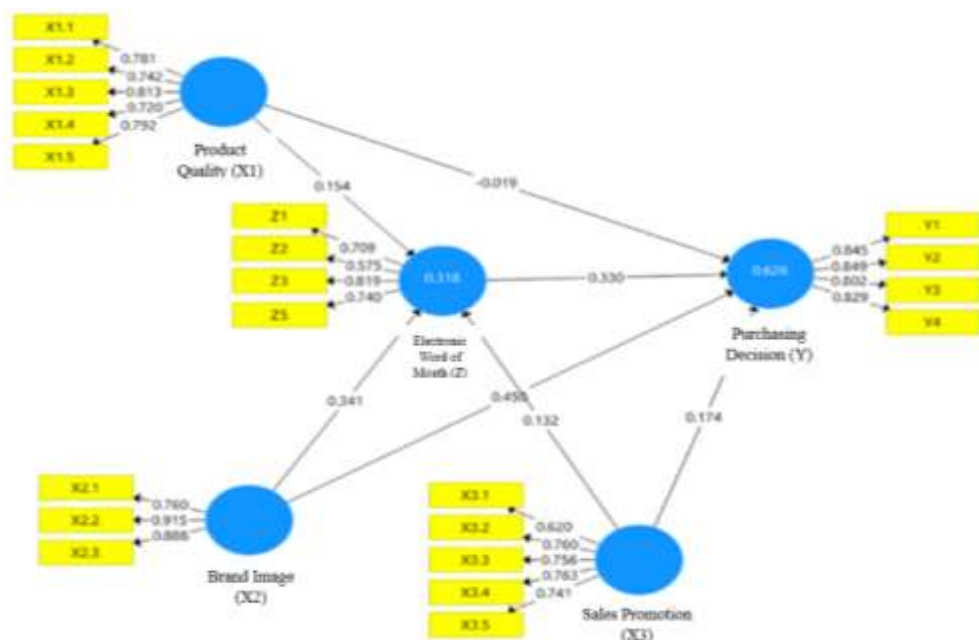 X1.1
X1.2
X1.3
X1.4
X1.5
0.781
0.742
0.813
0.720
0.792
Product
Quality (X1)
0.154
-0.019
Z1
Z2
Z3
Z5
0.709
0.575
0.819
0.740
0.318
Electronic
Word of
Mouth (Z)
0.330
Y1
Y2
Y3
Y4
0.845
0.849
0.802
0.829
Purchasing
Decision (Y)
0.341
0.132
0.174
X2.1
X2.2
X2.3
0.760
0.915
0.888
Brand Image
(X2)
X3.1
X3.2
X3.3
X3.4
X3.5
0.620
0.760
0.756
0.763
0.741
Sales Promotion
(X3)